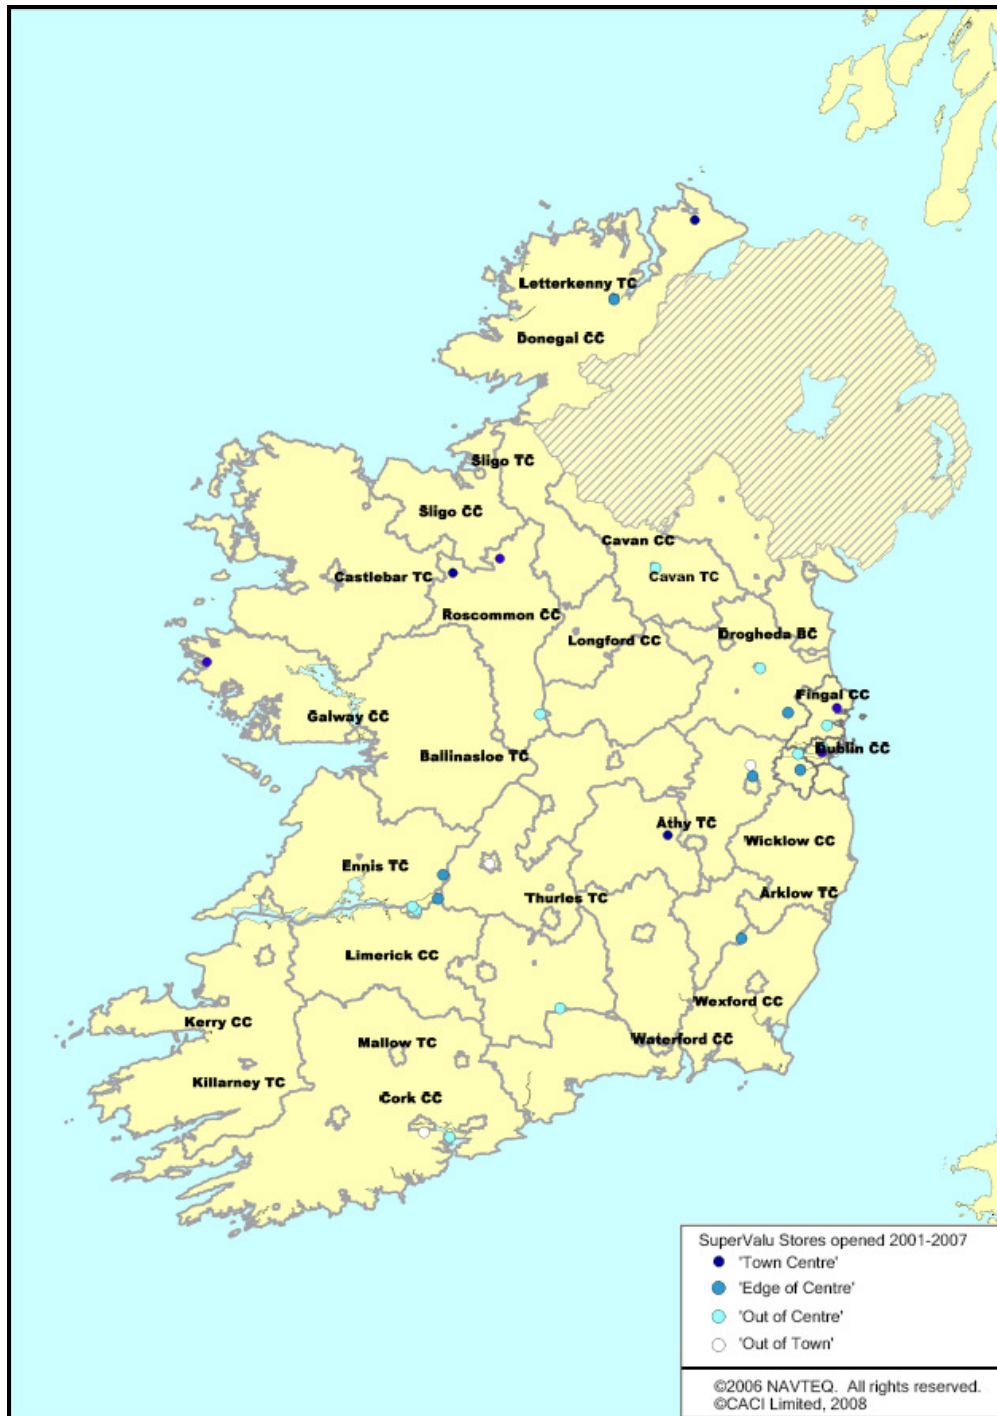 Letterkenny TC
Donegal CC
Sligo TC
Sligo CC
Cavan CC
Castlebar TC
Cavan TC
Roscommon CC
Longford CC
Drogheda BC
Fingal CC
Galway CC
Dublin CC
Ballinasloe TC
Athy TC
Wicklow CC
Ennis TC
Thurles TC
Arklow TC
Limerick CC
Wexford CC
Kerry CC
Mallow TC
Waterford CC
Killarney TC
Cork CC
SuperValu Stores opened 2001-2007
'Town Centre'
'Edge of Centre'
'Out of Centre'
'Out of Town'
©2006 NAVTEQ. All rights reserved.
©CACI Limited, 2008